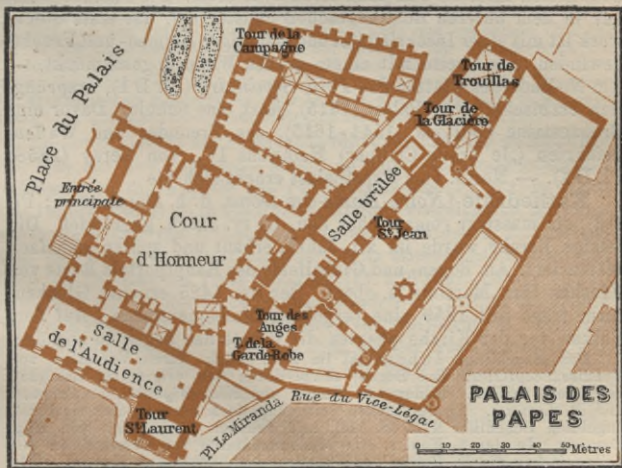 Tour de la
Campagne
Tour de
Trouillas
Tour de
la Glacière
Place du Palais
Entrée
principale
Cour
d'Honneur
Salle brûlée
Tour
St. Jean
Tour des
Anges
T. de la
Garde-Robe
Salle
de l'Audience
Tour
St. Laurent
Pl. La Miranda
Rue du Vice-Légat
PALAIS DES
PAPES
0 10 20 30 40 50 Mètres